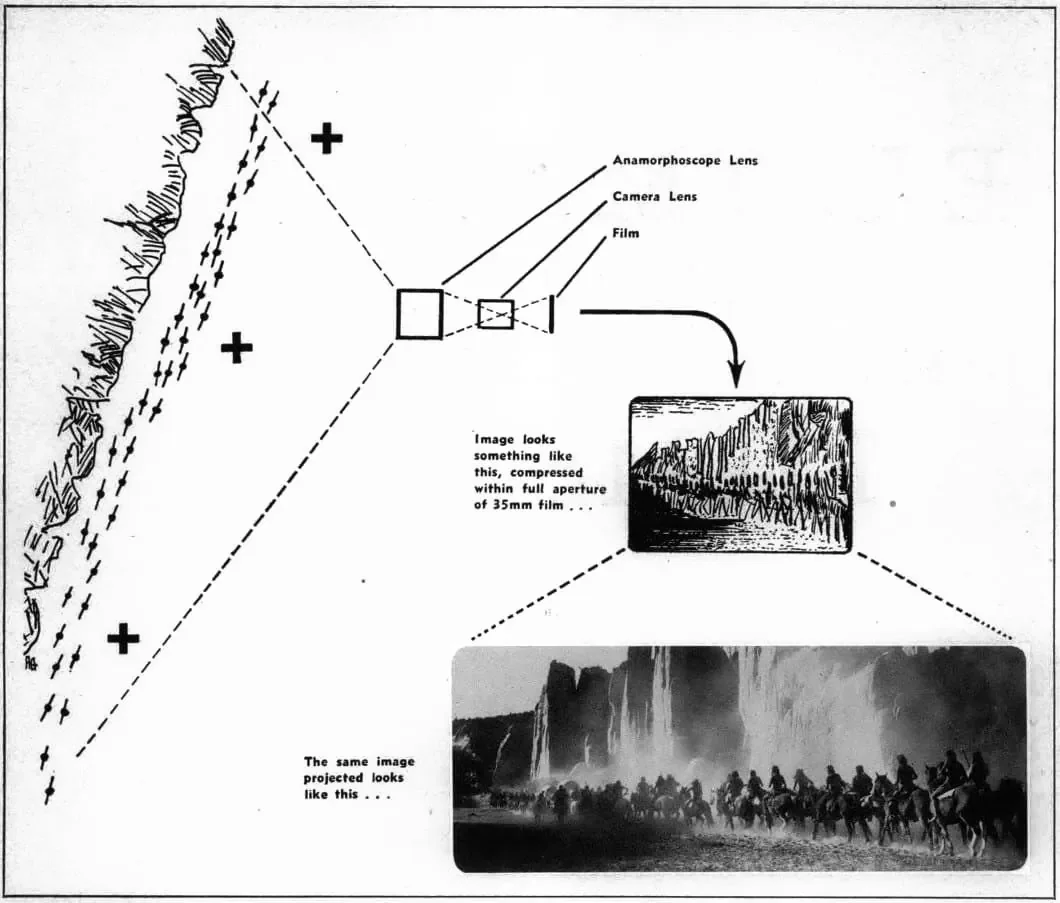 Anamorphoscope Lens
Camera Lens
Film
Image looks
something like
this, compressed
within full aperture
of 35mm film . . .
The same image
projected looks
like this . . .